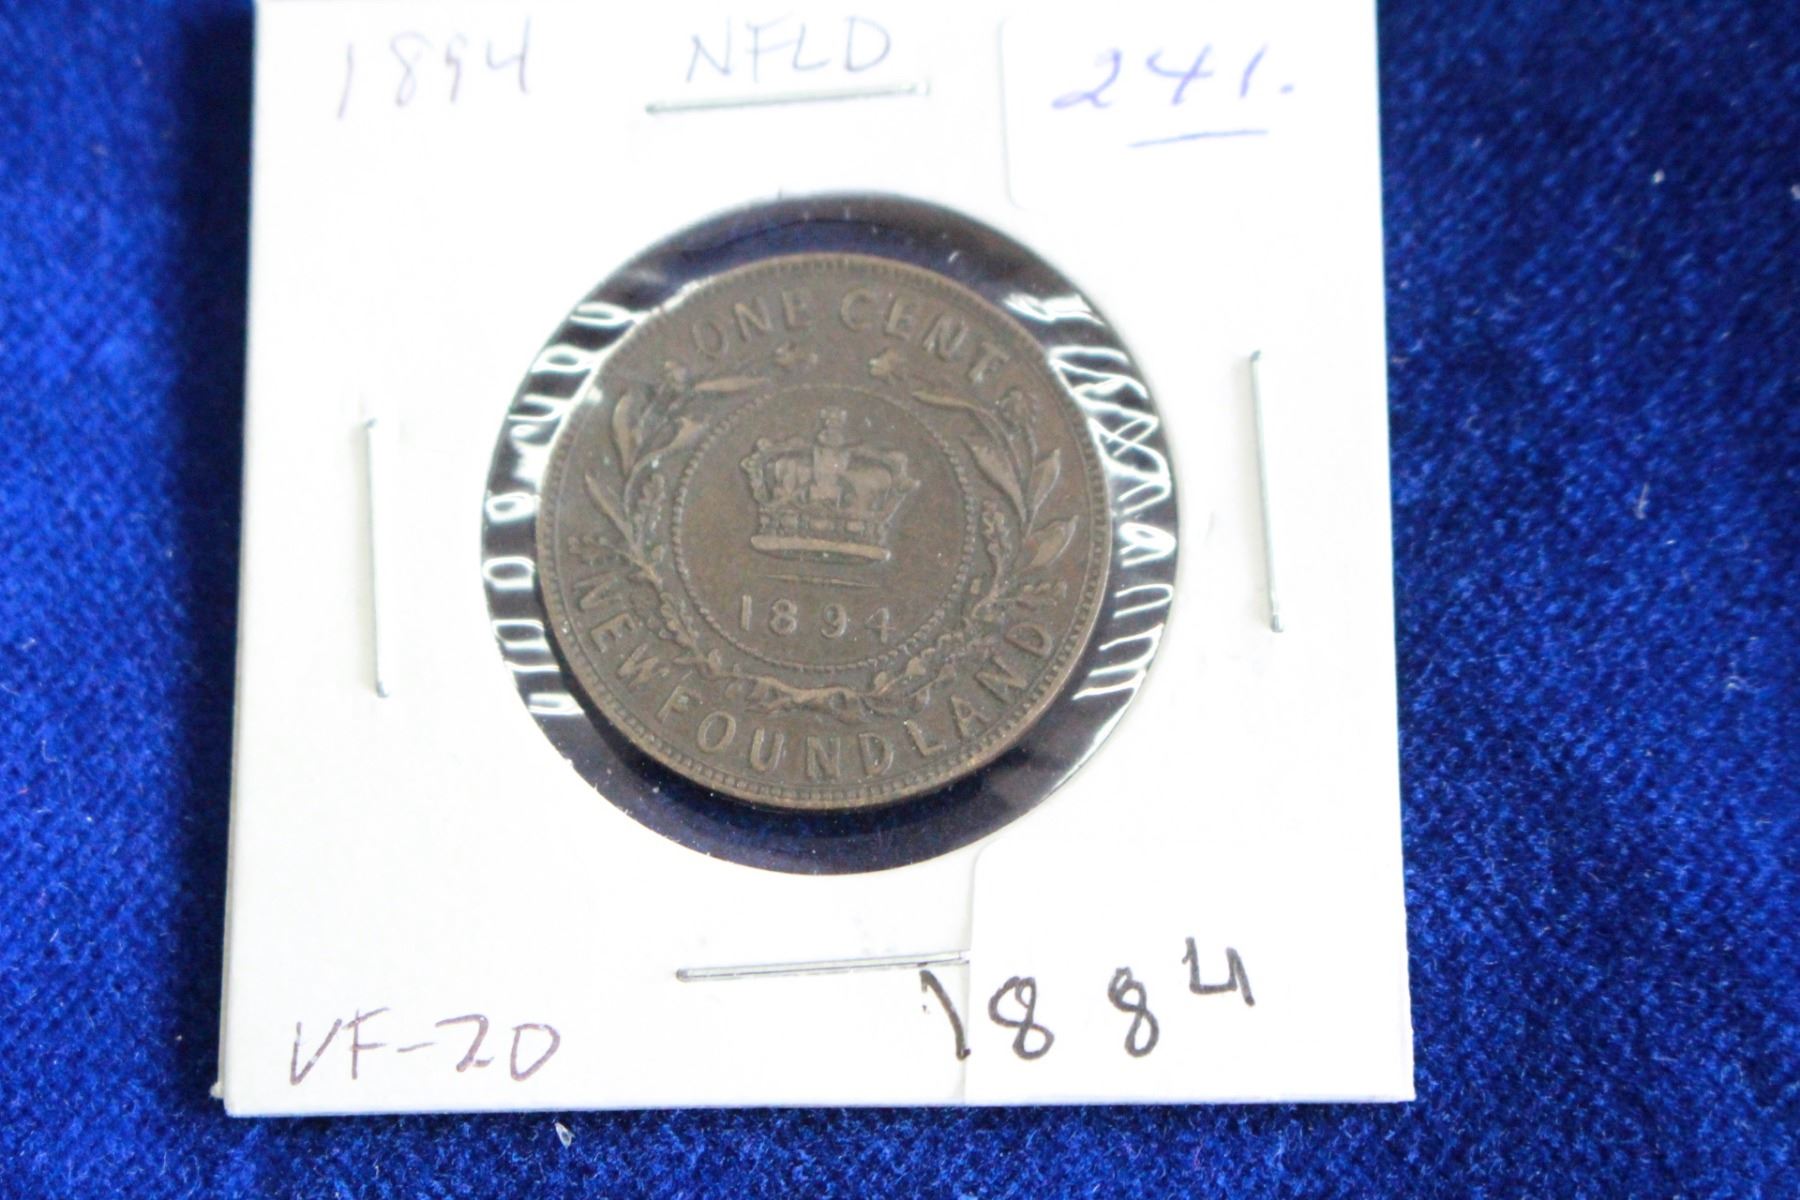 1894 NFLD 241.
ONE CENT
1894
NEWFOUNDLAND
VF-20 1884